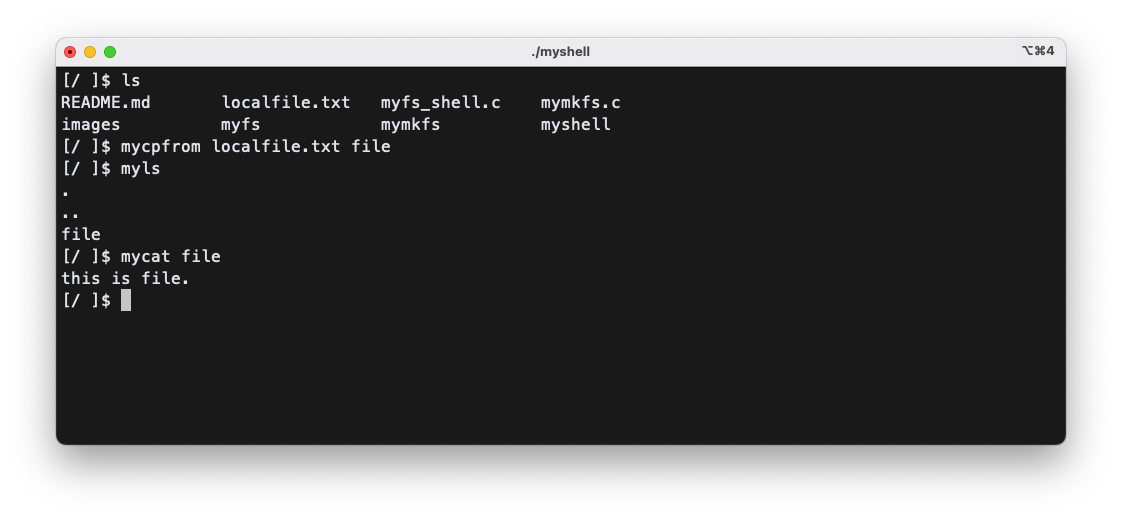 ./myshell
⌥⌘4
[/ ]$ ls
README.md localfile.txt myfs_shell.c mymkfs.c
images myfs mymkfs myshell
[/ ]$ mycpfrom localfile.txt file
[/ ]$ myls
.
..
file
[/ ]$ mycat file
this is file.
[/ ]$